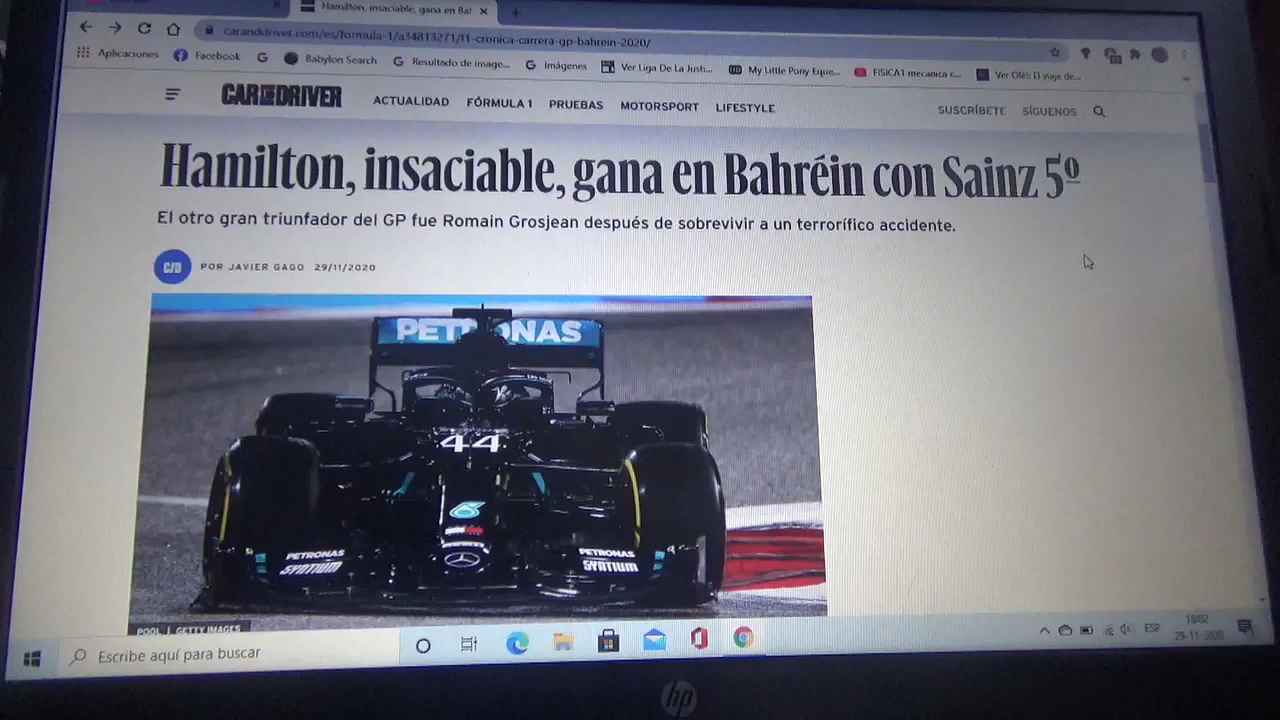 Hamilton, insaciable, gana en Bal
caranddriver.com/es/formula-1/a34813271/f1-cronica-carrera-gp-bahrein-2020/
Aplicaciones Facebook G Babylon Search G Resultado de image... G Imágenes Ver Liga De La Justi... My Little Pony Eque... FISICA1 mecanica c... Ver Olé! El viaje de...
CAR AND DRIVER ACTUALIDAD FÓRMULA 1 PRUEBAS MOTORSPORT LIFESTYLE SUSCRÍBETE SÍGUENOS
Hamilton, insaciable, gana en Bahréin con Sainz 5º
El otro gran triunfador del GP fue Romain Grosjean después de sobrevivir a un terrorífico accidente.
C/D POR JAVIER GAGO 29/11/2020
PETRONAS
44
PETRONAS PETRONAS
SYNTIUM SYNTIUM
POOL | GETTY IMAGES
Escribe aquí para buscar ESP
29-11-2020
hp